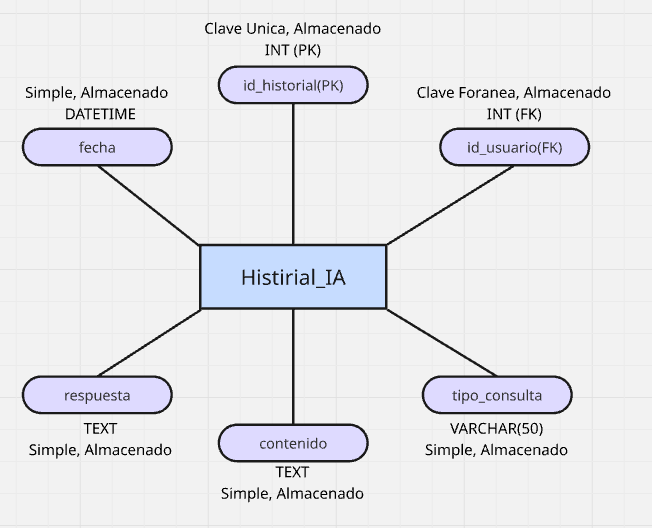 Clave Unica, Almacenado
INT (PK)
id_historial(PK)
Simple, Almacenado
DATETIME
fecha
Clave Foranea, Almacenado
INT (FK)
id_usuario(FK)
Histirial_IA
respuesta
TEXT
Simple, Almacenado
contenido
TEXT
Simple, Almacenado
tipo_consulta
VARCHAR(50)
Simple, Almacenado